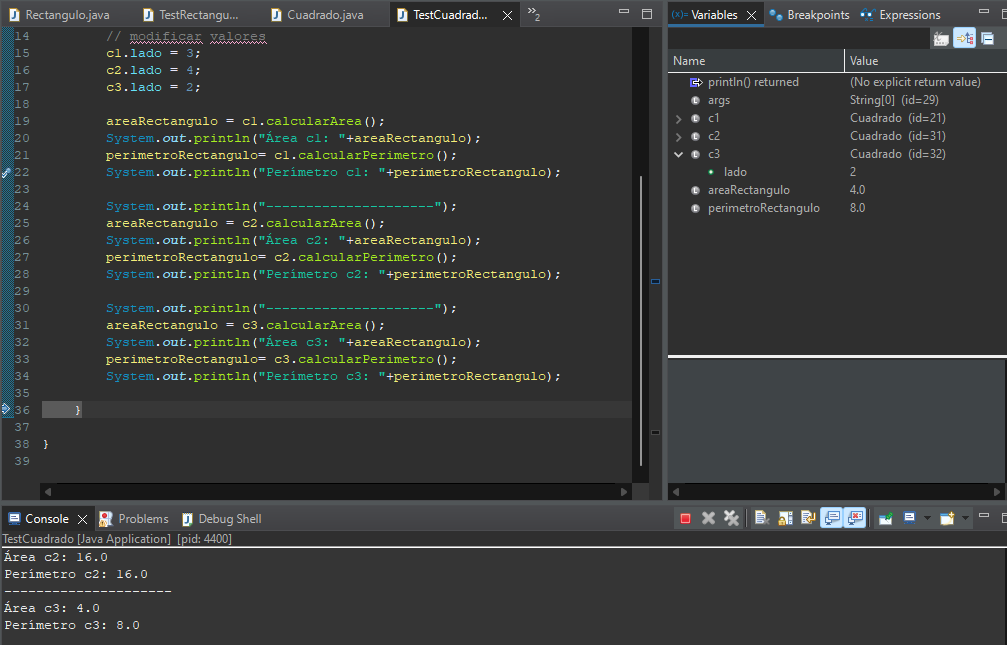 Rectangulo.java
TestRectangu...
Cuadrado.java
TestCuadrad...
2
14 // modificar valores
15 c1.lado = 3;
16 c2.lado = 4;
17 c3.lado = 2;
18
19 areaRectangulo = c1.calcularArea();
20 System.out.println("Área c1: "+areaRectangulo);
21 perimetroRectangulo= c1.calcularPerimetro();
22 System.out.println("Perímetro c1: "+perimetroRectangulo);
23
24 System.out.println("---------------------");
25 areaRectangulo = c2.calcularArea();
26 System.out.println("Área c2: "+areaRectangulo);
27 perimetroRectangulo= c2.calcularPerimetro();
28 System.out.println("Perímetro c2: "+perimetroRectangulo);
29
30 System.out.println("---------------------");
31 areaRectangulo = c3.calcularArea();
32 System.out.println("Área c3: "+areaRectangulo);
33 perimetroRectangulo= c3.calcularPerimetro();
34 System.out.println("Perímetro c3: "+perimetroRectangulo);
35
36 }
37
38 }
39
(x)= Variables
Breakpoints
Expressions
Name Value
println() returned (No explicit return value)
args String[0] (id=29)
c1 Cuadrado (id=21)
c2 Cuadrado (id=31)
c3 Cuadrado (id=32)
lado 2
areaRectangulo 4.0
perimetroRectangulo 8.0
Console
Problems
Debug Shell
TestCuadrado [Java Application] [pid: 4400]
Área c2: 16.0
Perímetro c2: 16.0
---------------------
Área c3: 4.0
Perímetro c3: 8.0